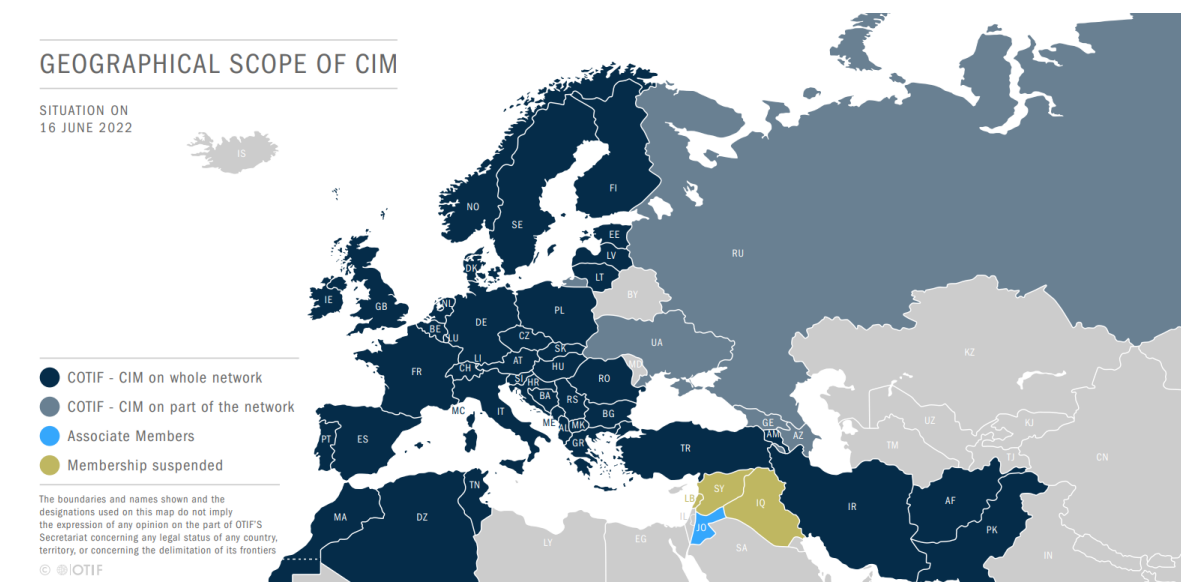 GEOGRAPHICAL SCOPE OF CIM
SITUATION ON
16 JUNE 2022
IS
NO
SE
FI
RU
EE
LV
LT
DK
IE
GB
NL
BY
PL
DE
BE
LU
UA
CZ
SK
KZ
LI
AT
HU
MD
CH
FR
RO
SI
HR
BA
RS
MC
IT
BG
ME
AL
MK
GR
PT
ES
GE
AM
AZ
UZ
KJ
TM
TJ
CN
TR
TN
SY
LB
IQ
IL
JO
IR
AF
PK
MA
DZ
LY
EG
SA
IN
COTIF - CIM on whole network
COTIF - CIM on part of the network
Associate Members
Membership suspended
The boundaries and names shown and the
designations used on this map do not imply
the expression of any opinion on the part of OTIF'S
Secretariat concerning any legal status of any country,
territory, or concerning the delimitation of its frontiers
© OTIF